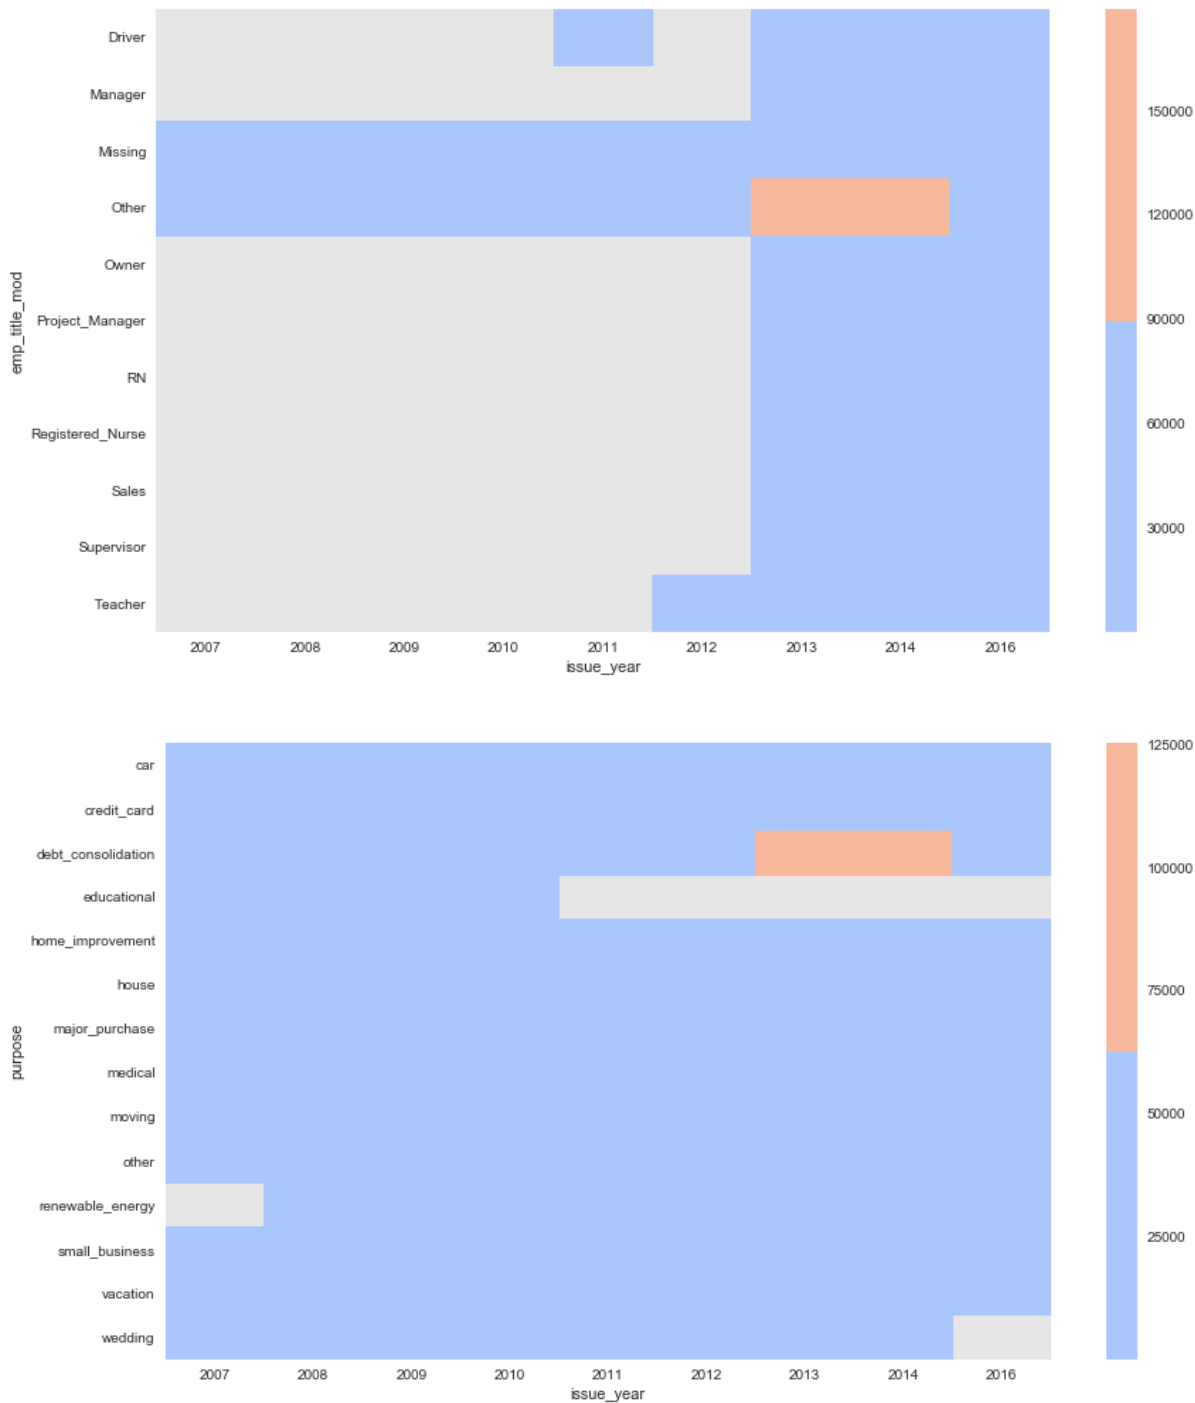 Driver
Manager
Missing
Other
Owner
Project_Manager
RN
Registered_Nurse
Sales
Supervisor
Teacher
emp_title_mod
2007 2008 2009 2010 2011 2012 2013 2014 2016
issue_year
150000
120000
90000
60000
30000
car
credit_card
debt_consolidation
educational
home_improvement
house
major_purchase
medical
moving
other
renewable_energy
small_business
vacation
wedding
purpose
2007 2008 2009 2010 2011 2012 2013 2014 2016
issue_year
125000
100000
75000
50000
25000